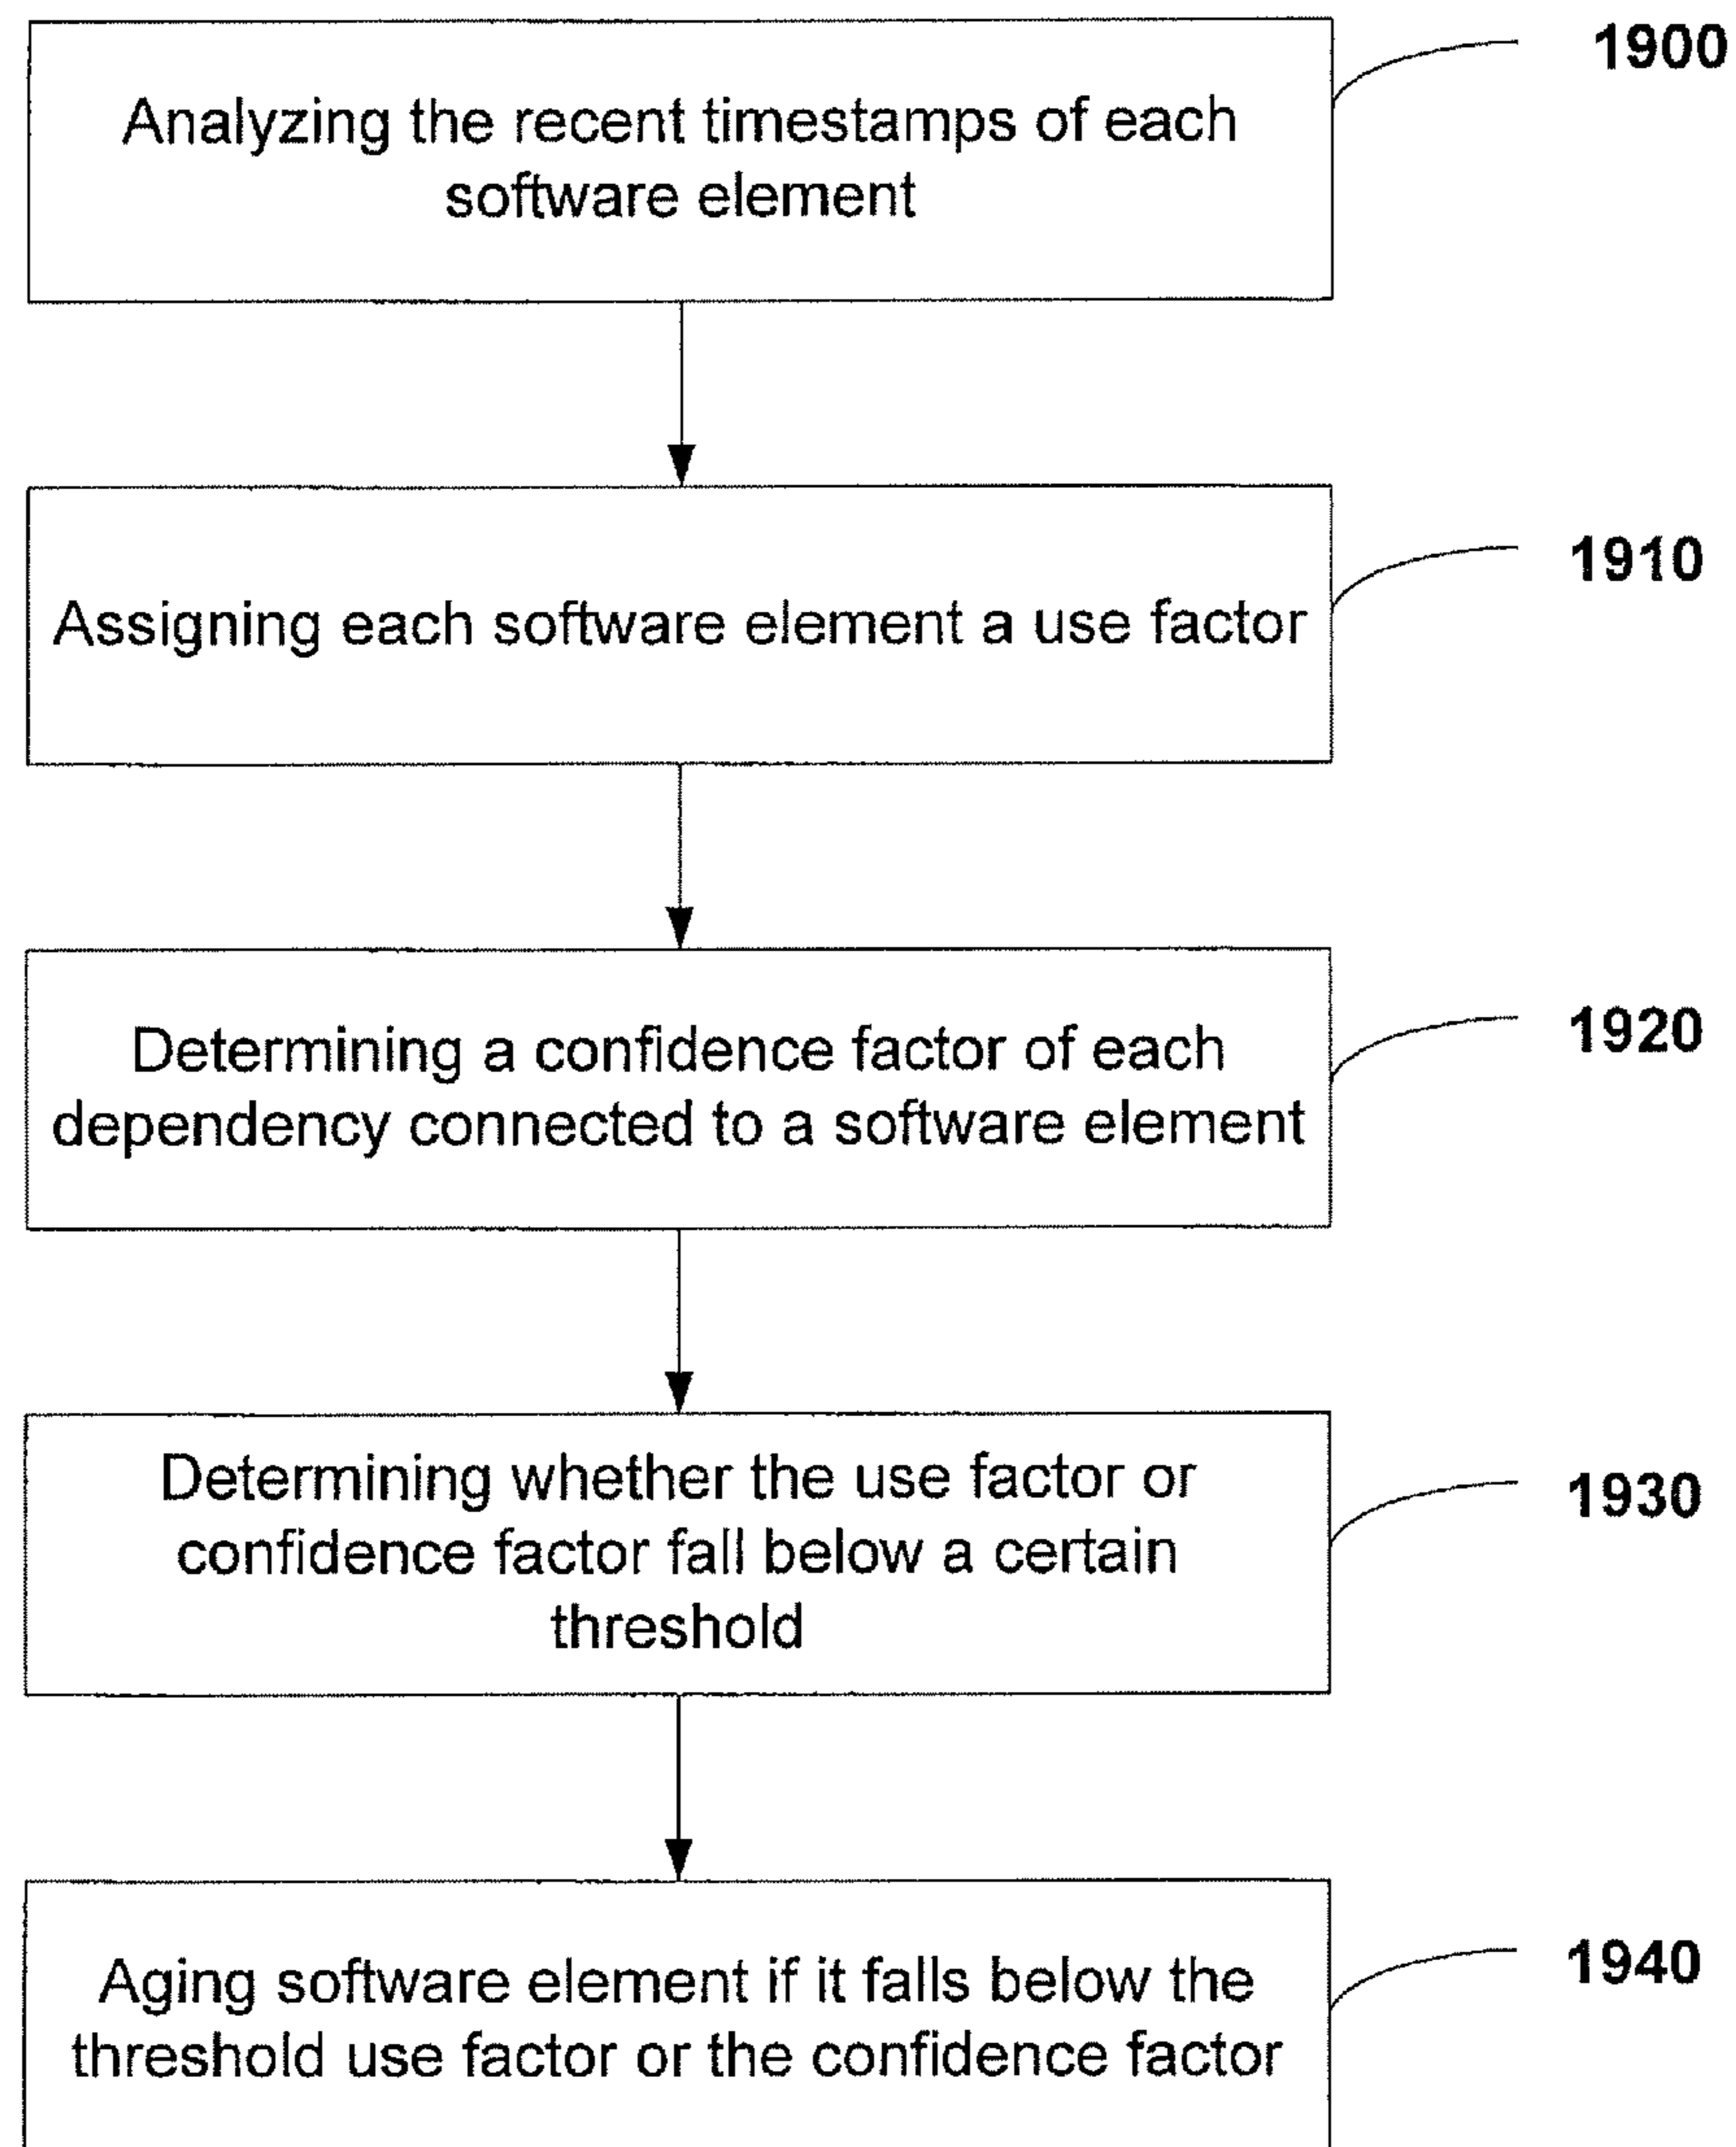 1900
Analyzing the recent timestamps of each
software element
1910
Assigning each software element a use factor
1920
Determining a confidence factor of each
dependency connected to a software element
1930
Determining whether the use factor or
confidence factor fall below a certain
threshold
1940
Aging software element if it falls below the
threshold use factor or the confidence factor